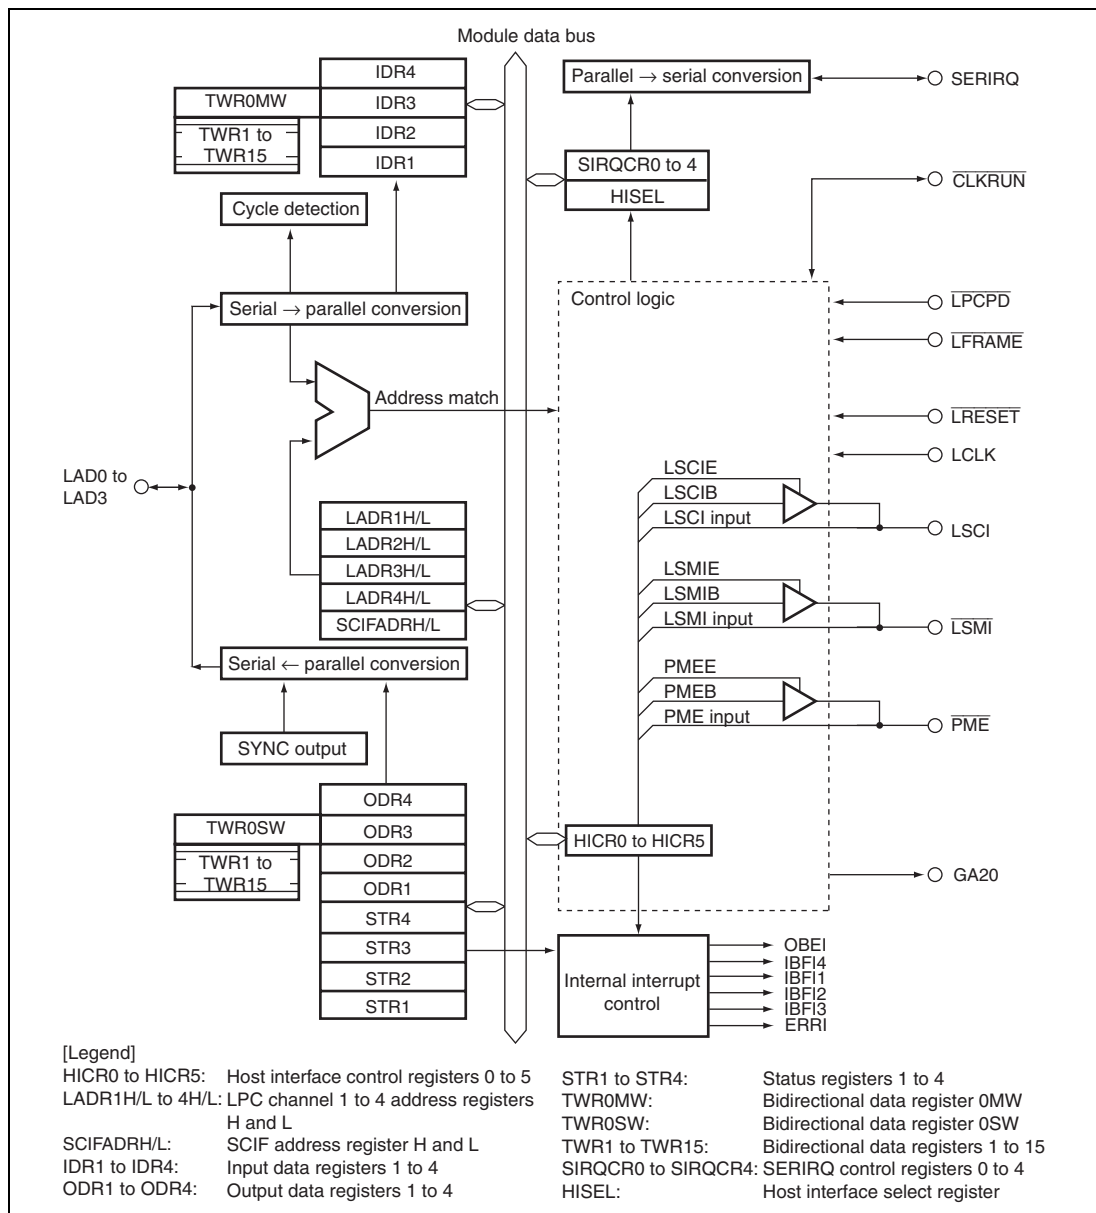 Module data bus
IDR4
TWR0MW
IDR3
TWR1 to
TWR15
IDR2
IDR1
Cycle detection
Serial → parallel conversion
Address match
LAD0 to
LAD3
LADR1H/L
LADR2H/L
LADR3H/L
LADR4H/L
SCIFADRH/L
Serial ← parallel conversion
SYNC output
ODR4
TWR0SW
ODR3
TWR1 to
TWR15
ODR2
ODR1
STR4
STR3
STR2
STR1
Parallel → serial conversion
SERIRQ
SIRQCR0 to 4
HISEL
CLKRUN
Control logic
LPCPD
LFRAME
LRESET
LCLK
LSCIE
LSCIB
LSCI input
LSCI
LSMIE
LSMIB
LSMI input
LSMI
PMEE
PMEB
PME input
PME
HICR0 to HICR5
GA20
Internal interrupt
control
OBEI
IBFI4
IBFI1
IBFI2
IBFI3
ERRI
[Legend]
HICR0 to HICR5: Host interface control registers 0 to 5
LADR1H/L to 4H/L: LPC channel 1 to 4 address registers
H and L
SCIFADRH/L: SCIF address register H and L
IDR1 to IDR4: Input data registers 1 to 4
ODR1 to ODR4: Output data registers 1 to 4
STR1 to STR4: Status registers 1 to 4
TWR0MW: Bidirectional data register 0MW
TWR0SW: Bidirectional data register 0SW
TWR1 to TWR15: Bidirectional data registers 1 to 15
SIRQCR0 to SIRQCR4: SERIRQ control registers 0 to 4
HISEL: Host interface select register